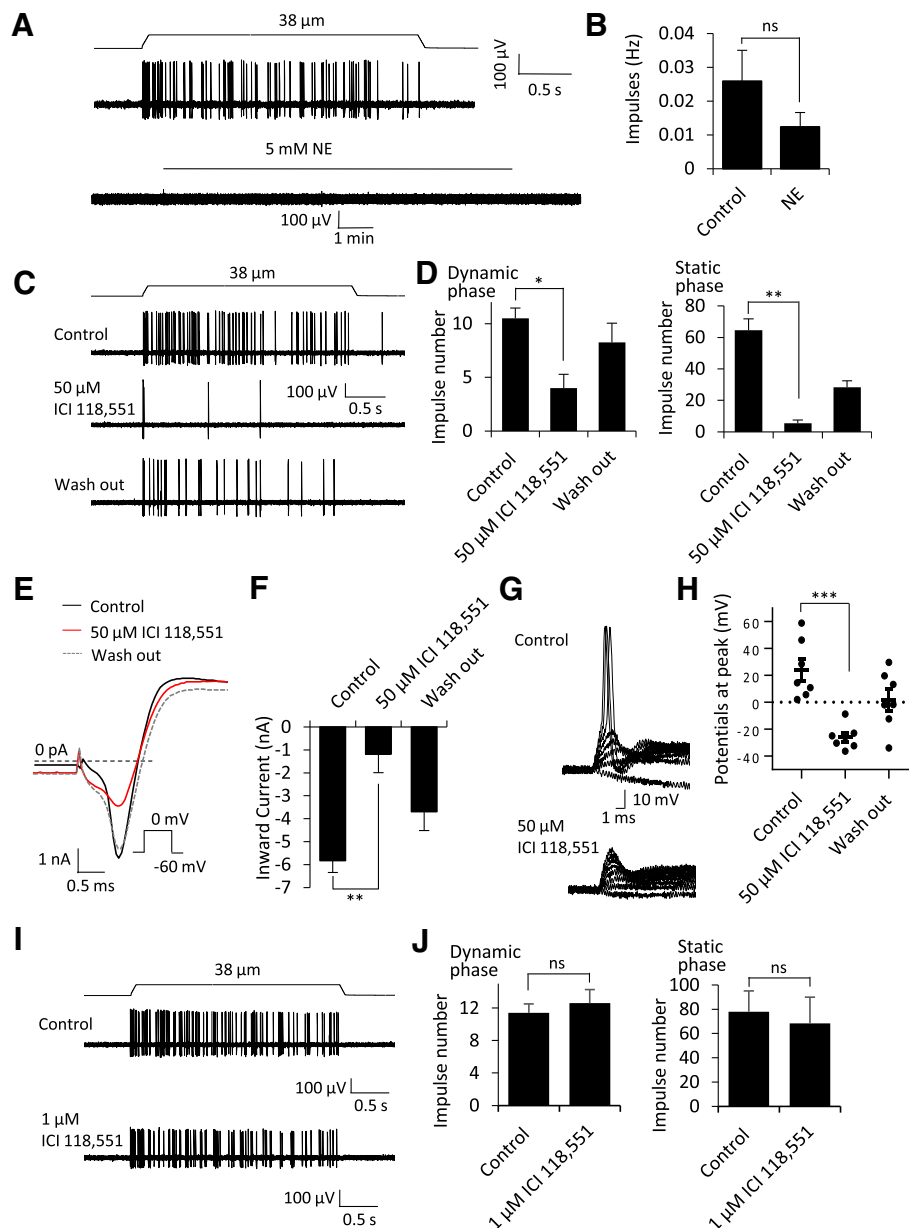 A
38 µm
100 µV
0.5 s
5 mM NE
100 µV
1 min
B
Impulses (Hz)
0.04
0.03
0.02
0.01
0
ns
Control
NE
C
38 µm
Control
50 µM
ICI 118,551
100 µV
0.5 s
Wash out
D
Dynamic
phase
Impulse number
10
5
0
*
Control
50 µM ICI 118,551
Wash out
Static
phase
Impulse number
80
60
40
20
0
**
Control
50 µM ICI 118,551
Wash out
E
Control
50 µM ICI 118,551
Wash out
0 pA
1 nA
0.5 ms
0 mV
-60 mV
F
Control
50 µM ICI 118,551
Wash out
Inward Current (nA)
0
-1
-2
-3
-4
-5
-6
-7
**
G
Control
10 mV
1 ms
50 µM
ICI 118,551
H
Potentials at peak (mV)
60
40
20
0
-20
-40
***
Control
50 µM ICI 118,551
Wash out
I
38 µm
Control
100 µV
0.5 s
1 µM
ICI 118,551
100 µV
0.5 s
J
Dynamic
phase
Impulse number
12
8
4
0
ns
Control
1 µM ICI 118,551
Static
phase
Impulse number
100
80
60
40
20
0
ns
Control
1 µM ICI 118,551